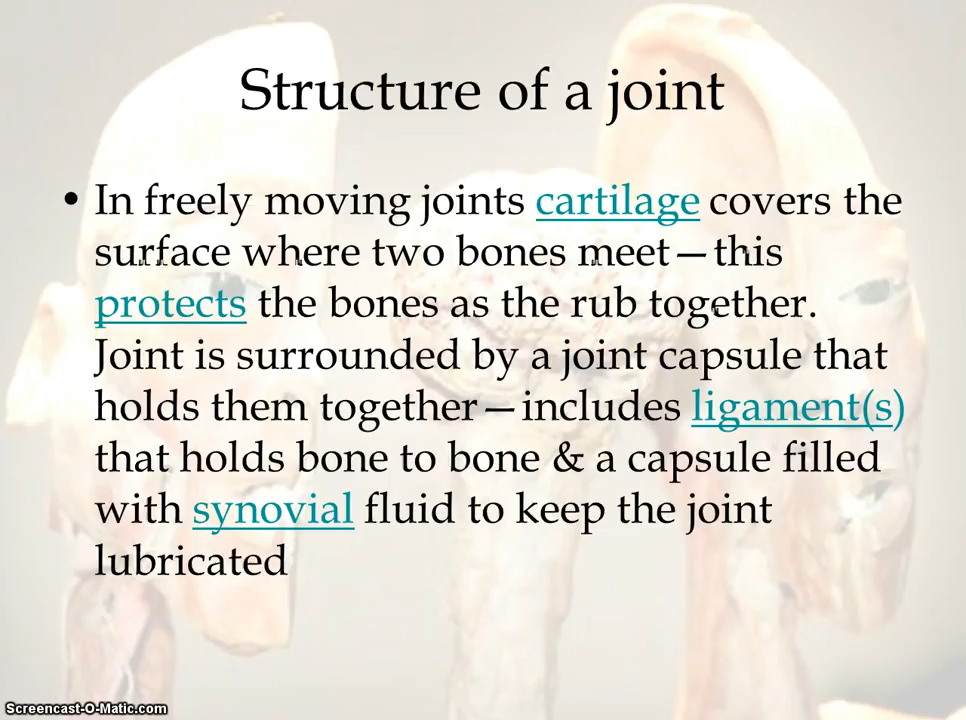 Structure of a joint
• In freely moving joints cartilage covers the
surface where two bones meet—this
protects the bones as the rub together.
Joint is surrounded by a joint capsule that
holds them together—includes ligament(s)
that holds bone to bone & a capsule filled
with synovial fluid to keep the joint
lubricated
Screencast-O-Matic.com